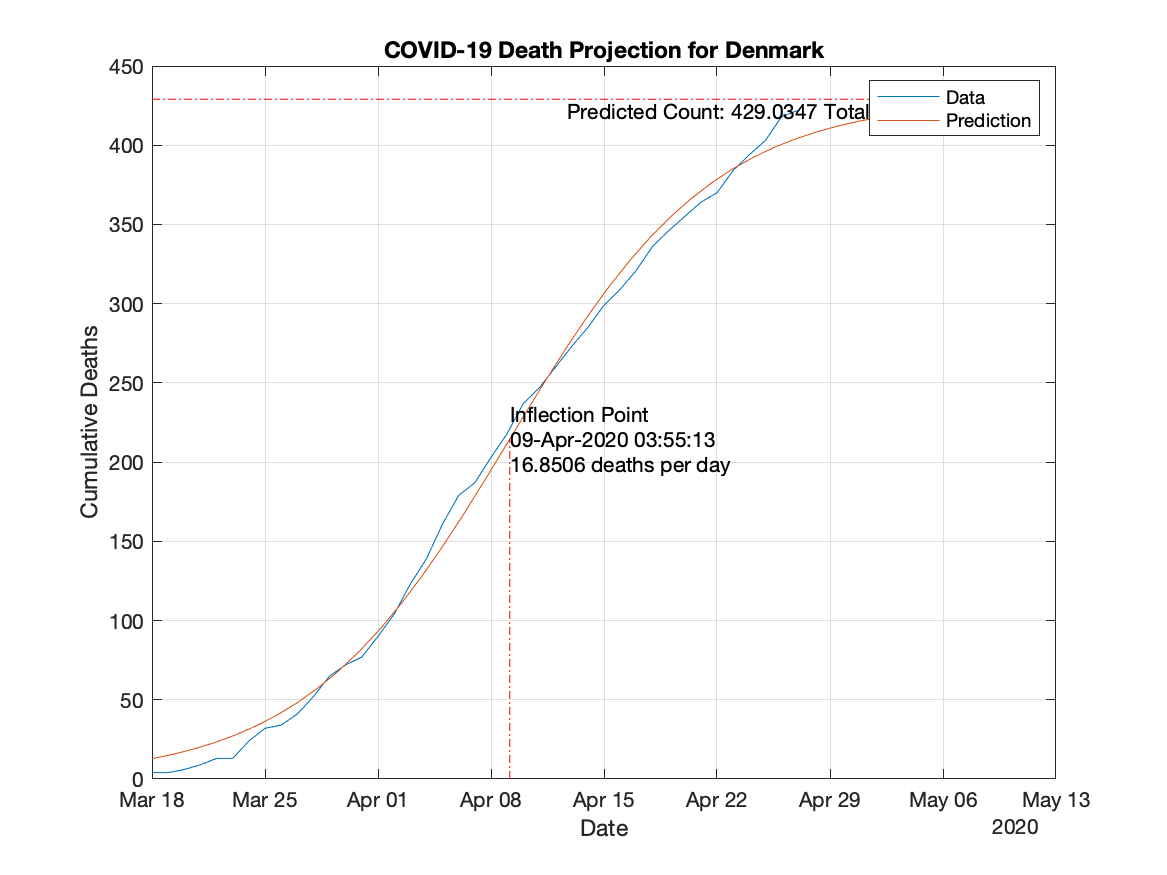 COVID-19 Death Projection for Denmark
450
400
350
300
250
200
150
100
50
0
Cumulative Deaths
Predicted Count: 429.0347 Total
Data
Prediction
Inflection Point
09-Apr-2020 03:55:13
16.8506 deaths per day
Mar 18 Mar 25 Apr 01 Apr 08 Apr 15 Apr 22 Apr 29 May 06 May 13
Date
2020